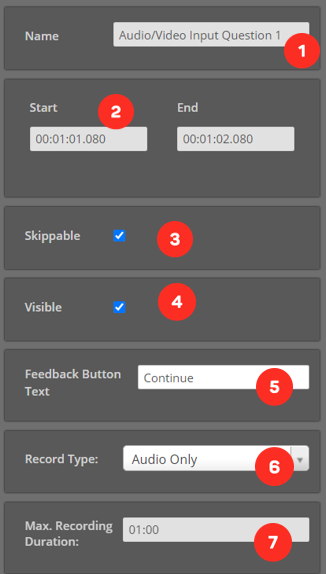 Name
Audio/Video Input Question 1
1
Start
2
End
00:01:01.080
00:01:02.080
Skippable
3
Visible
4
Feedback Button
Text
Continue
5
Record Type:
Audio Only
6
Max. Recording
Duration:
01:00
7